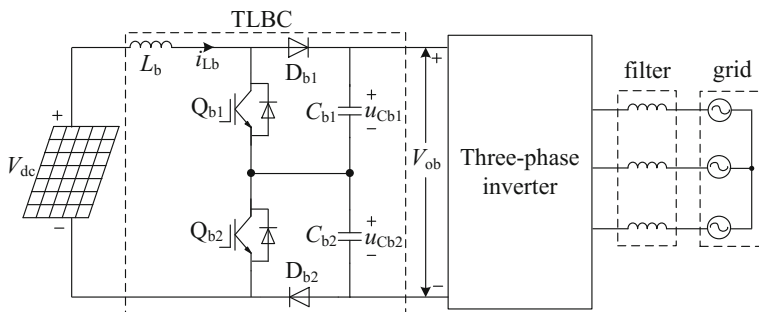 TLBC
L_b
i_Lb
D_b1
+
Q_b1
C_b1
+
u_Cb1
−
+
V_dc
−
V_ob
Three-phase
inverter
filter
grid
Q_b2
C_b2
+
u_Cb2
−
D_b2
−